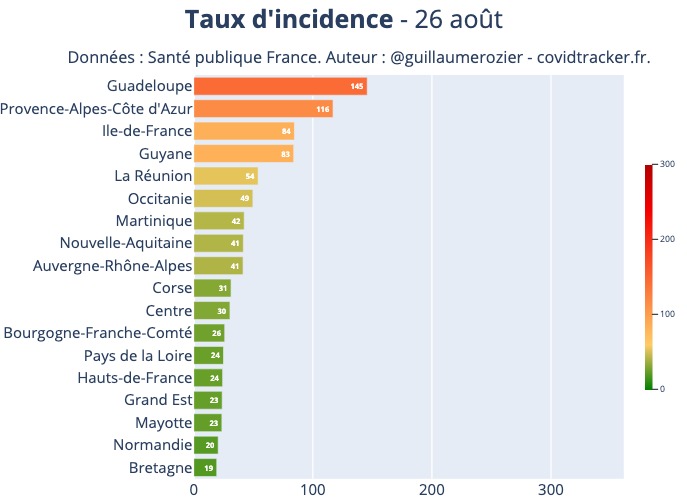 Taux d'incidence - 26 août
Données : Santé publique France. Auteur : @guillaumerozier - covidtracker.fr.
Guadeloupe 145
Provence-Alpes-Côte d'Azur 116
Ile-de-France 84
Guyane 83
La Réunion 54
Occitanie 49
Martinique 42
Nouvelle-Aquitaine 41
Auvergne-Rhône-Alpes 41
Corse 31
Centre 30
Bourgogne-Franche-Comté 26
Pays de la Loire 24
Hauts-de-France 24
Grand Est 23
Mayotte 23
Normandie 20
Bretagne 19
0 100 200 300
300
200
100
0